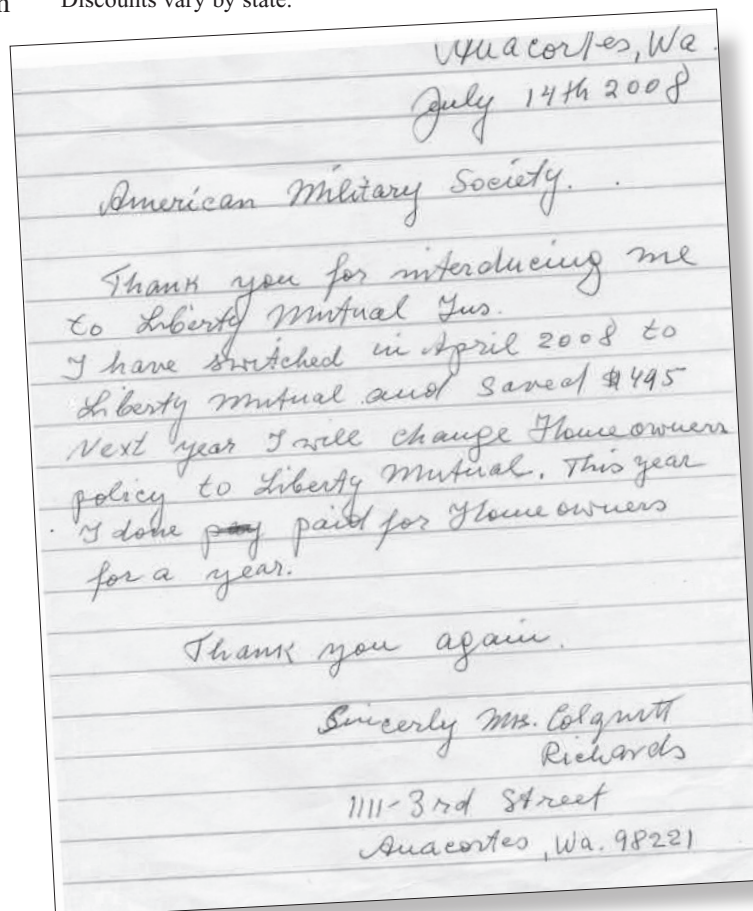 Discounts vary by state.
Anacortes, Wa.
July 14th 2008
American Military Society.
Thank you for interducing me
to Liberty Mutual Ins.
I have switched in April 2008 to
Liberty Mutual and saved $495
Next year I will change Homeowners
policy to Liberty Mutual. This year
I done pay paid for Homeowners
for a year.
Thank you again.
Sincerly Mrs. Colquitt
Richards
1111-3rd Street
Anacortes, Wa. 98221